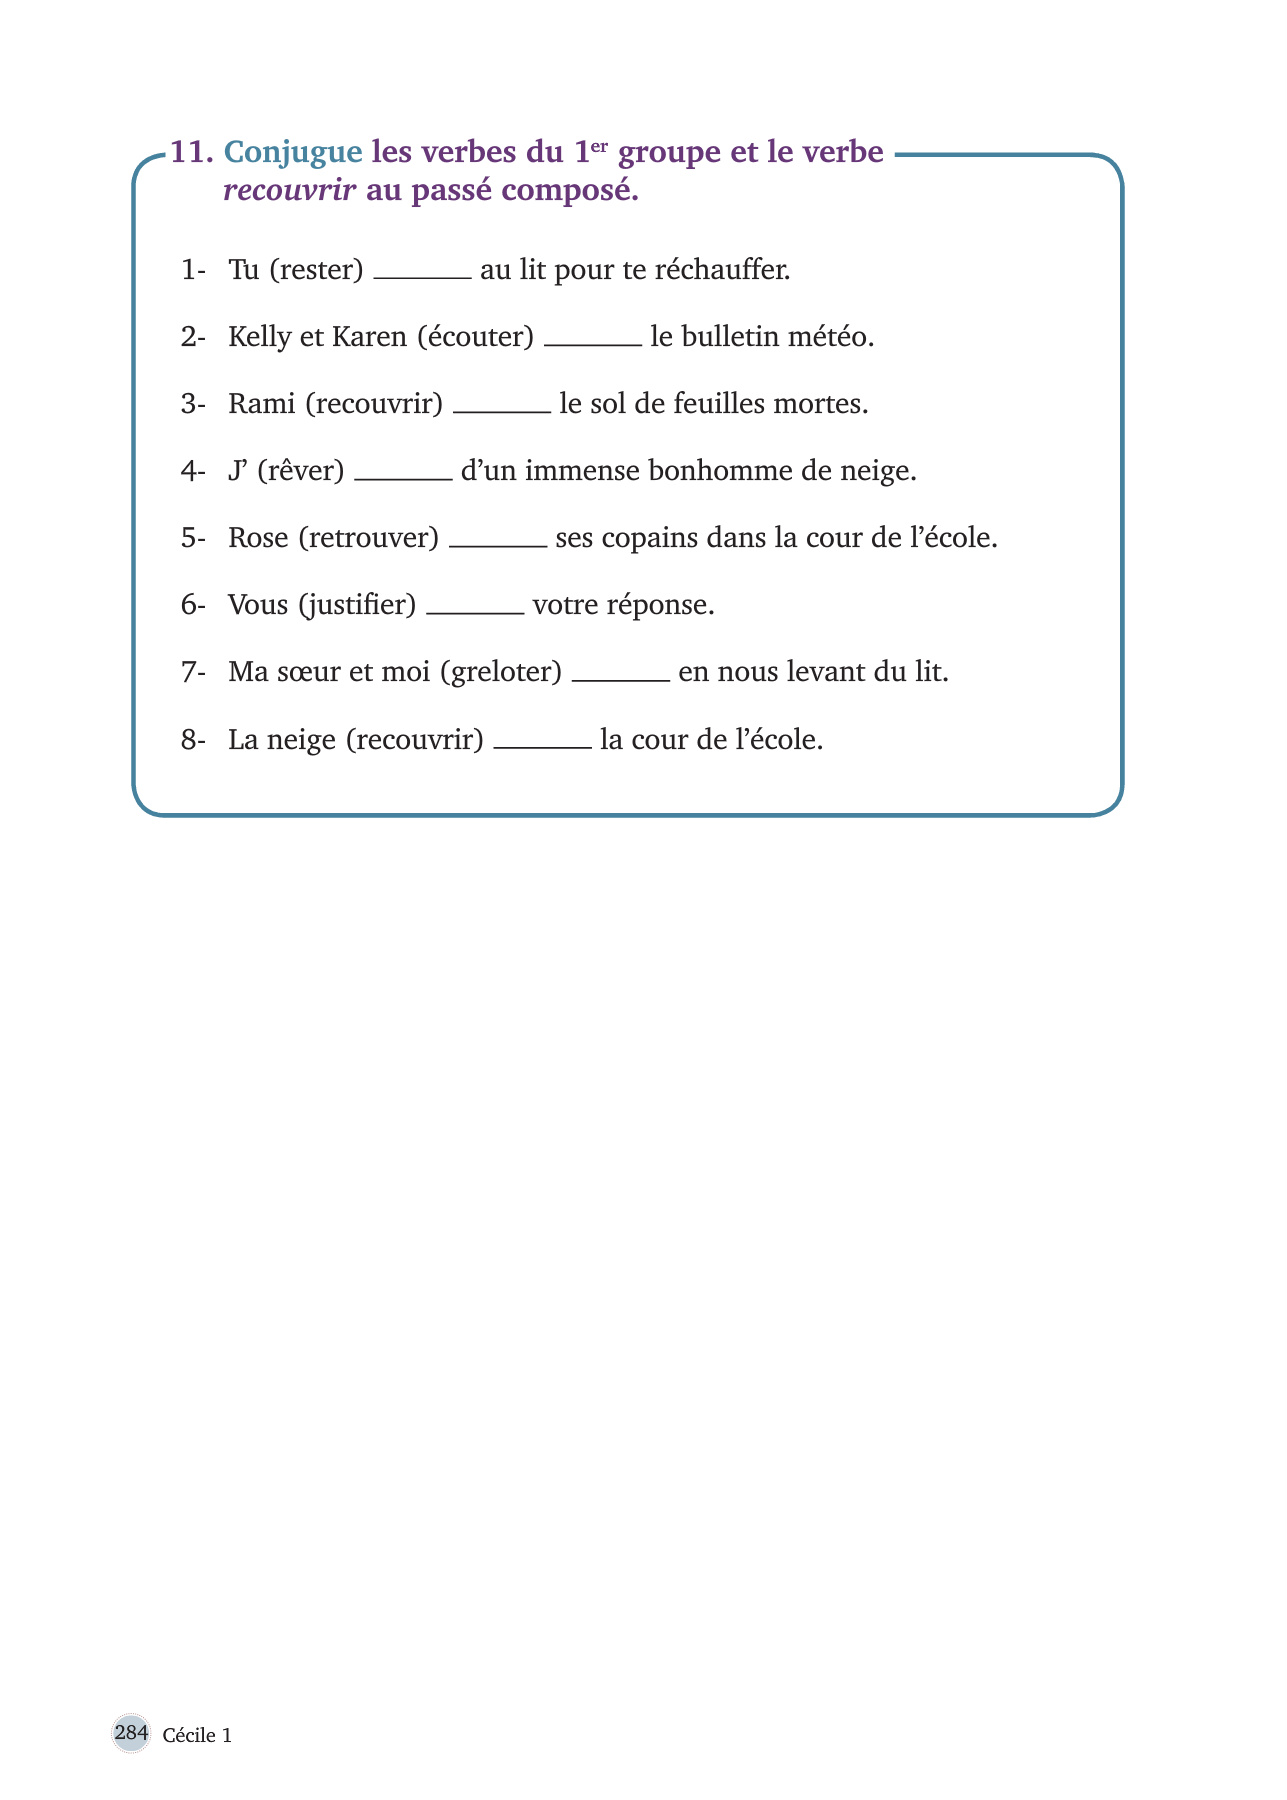 11. Conjugue les verbes du 1er groupe et le verbe
recouvrir au passé composé.
1- Tu (rester) _______ au lit pour te réchauffer.
2- Kelly et Karen (écouter) _______ le bulletin météo.
3- Rami (recouvrir) _______ le sol de feuilles mortes.
4- J’ (rêver) _______ d’un immense bonhomme de neige.
5- Rose (retrouver) _______ ses copains dans la cour de l’école.
6- Vous (justifier) _______ votre réponse.
7- Ma sœur et moi (greloter) _______ en nous levant du lit.
8- La neige (recouvrir) _______ la cour de l’école.
284 Cécile 1